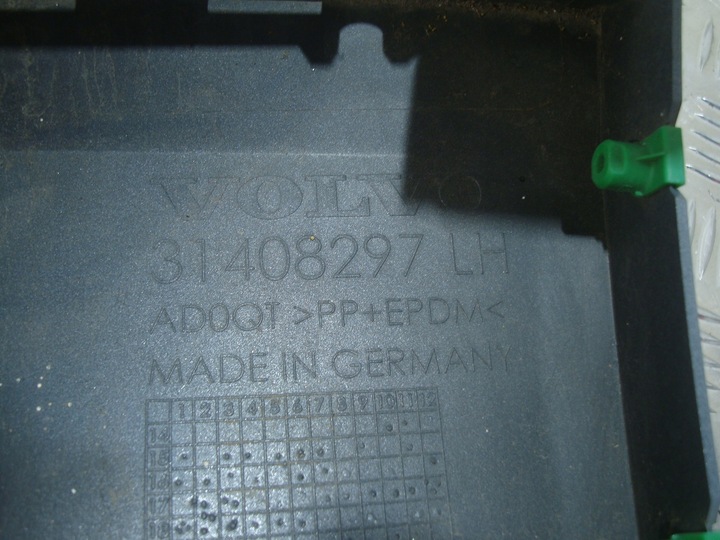 VOLVO
31408297 LH
AD0QT >PP+EPDM<
MADE IN GERMANY
1 2 3 4 5 6 7 8 9 10 11 12
14
15
16
17
18